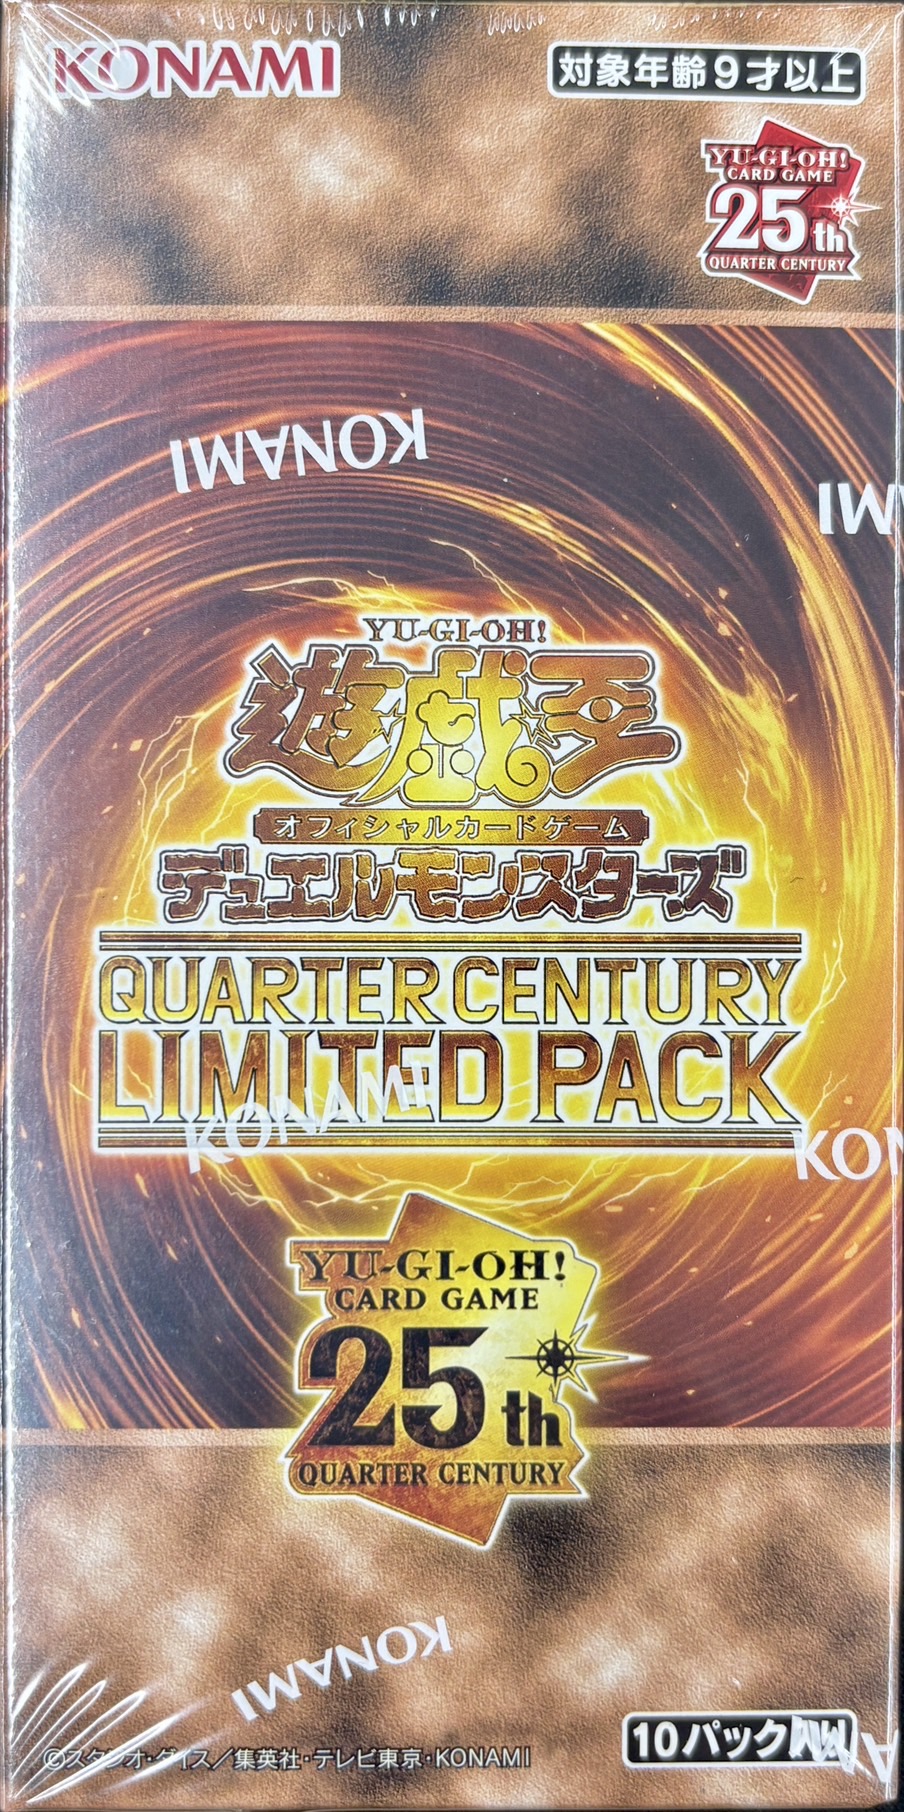 KONAMI
対象年齢9才以上
YU-GI-OH!
CARD GAME
25th
QUARTER CENTURY
KONAMI
YU-GI-OH!
遊戯王
オフィシャルカードゲーム
デュエルモンスターズ
QUARTER CENTURY
LIMITED PACK
KONAMI
KON
YU-GI-OH!
CARD GAME
25th
QUARTER CENTURY
KONAMI
10パック
©スタジオ・ダイス/集英社・テレビ東京・KONAMI